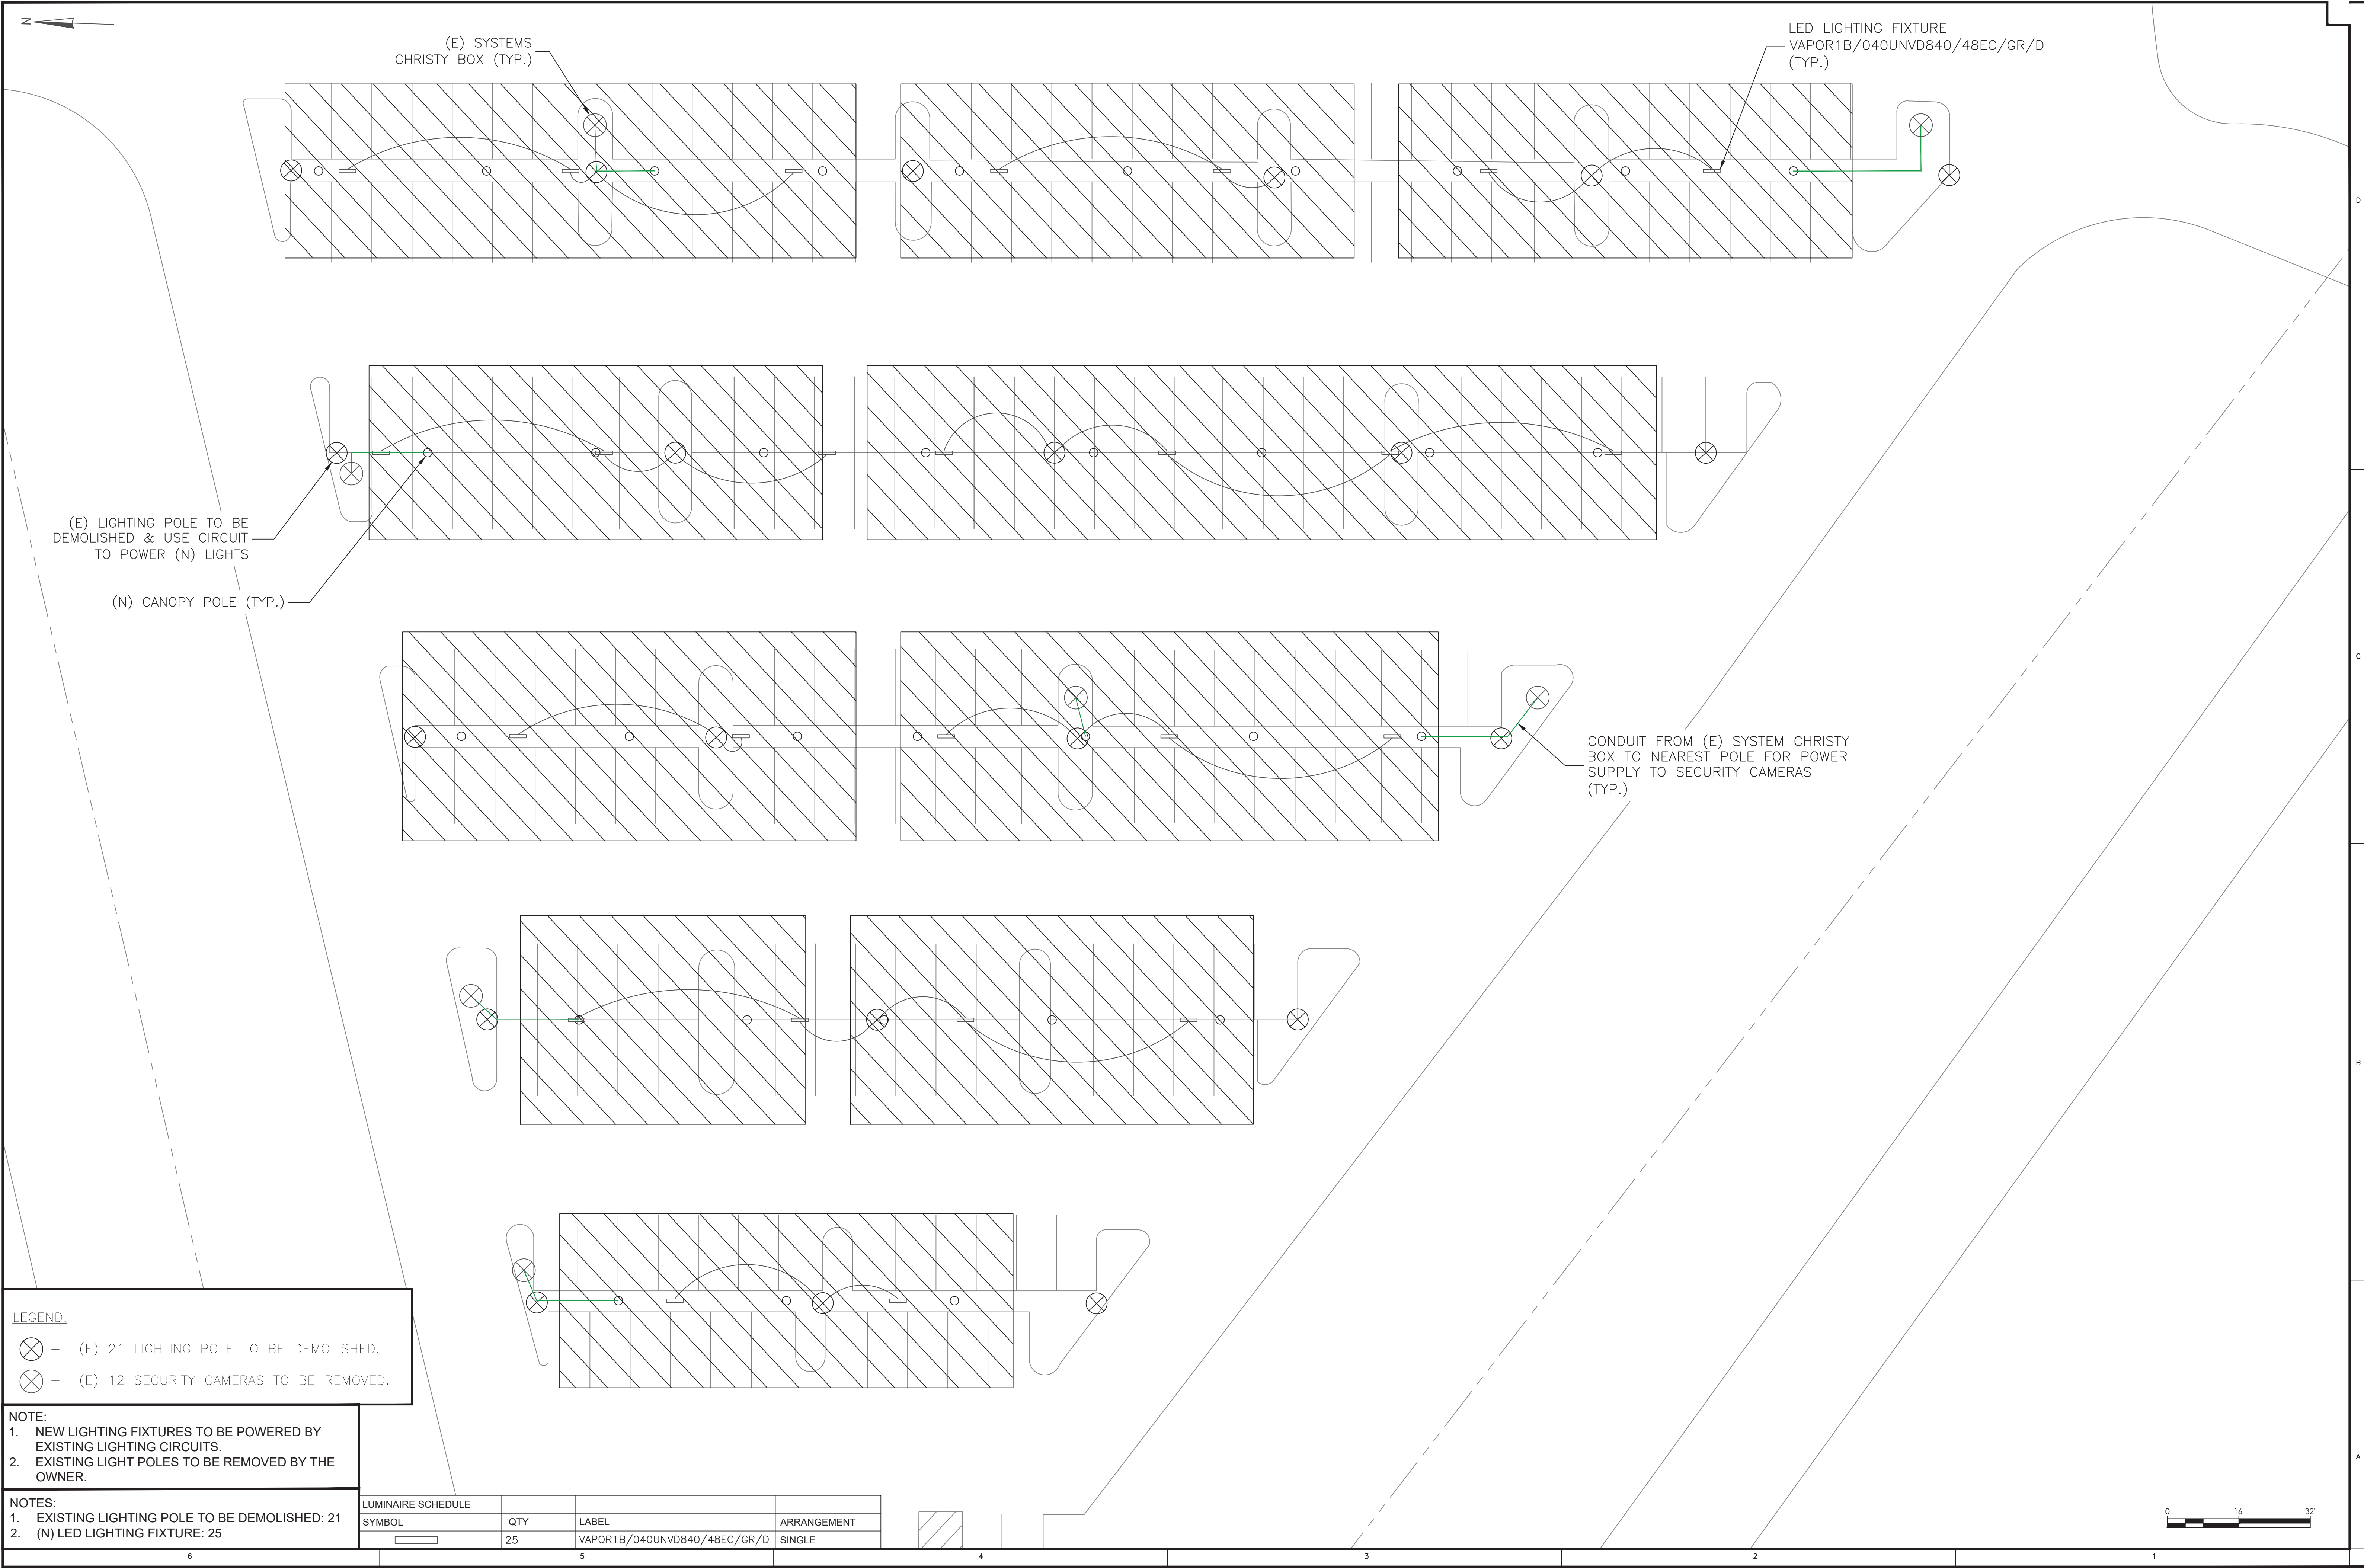 N
(E) SYSTEMS
CHRISTY BOX (TYP.)
LED LIGHTING FIXTURE
VAPOR1B/040UNVD840/48EC/GR/D
(TYP.)
D
(E) LIGHTING POLE TO BE
DEMOLISHED & USE CIRCUIT
TO POWER (N) LIGHTS
(N) CANOPY POLE (TYP.)
C
CONDUIT FROM (E) SYSTEM CHRISTY
BOX TO NEAREST POLE FOR POWER
SUPPLY TO SECURITY CAMERAS
(TYP.)
B
LEGEND:
– (E) 21 LIGHTING POLE TO BE DEMOLISHED.
– (E) 12 SECURITY CAMERAS TO BE REMOVED.
NOTE:
1. NEW LIGHTING FIXTURES TO BE POWERED BY
EXISTING LIGHTING CIRCUITS.
2. EXISTING LIGHT POLES TO BE REMOVED BY THE
OWNER.
A
NOTES:
1. EXISTING LIGHTING POLE TO BE DEMOLISHED: 21
2. (N) LED LIGHTING FIXTURE: 25
LUMINAIRE SCHEDULE
SYMBOL QTY LABEL ARRANGEMENT
25 VAPOR1B/040UNVD840/48EC/GR/D SINGLE
0 16' 32'
6 5 4 3 2 1